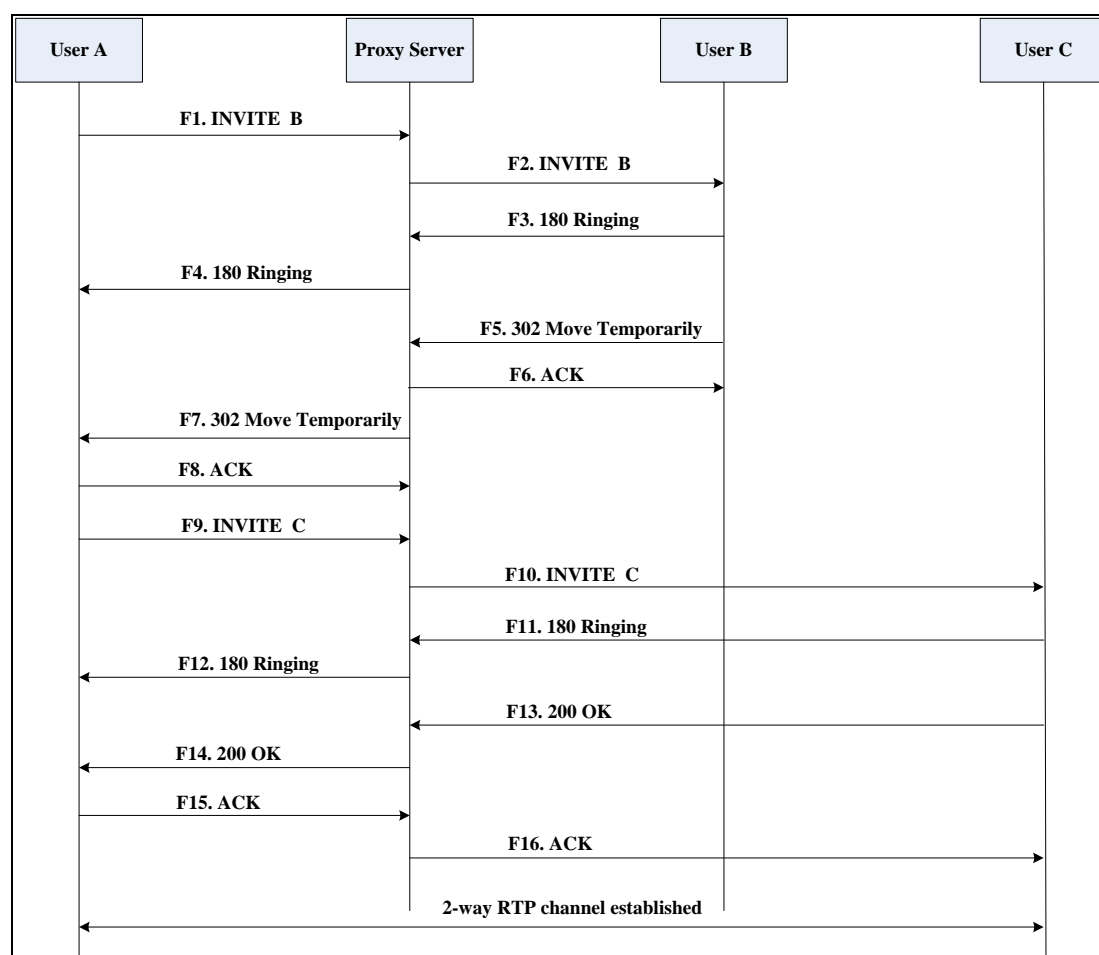 User A
Proxy Server
User B
User C
F1. INVITE B
F2. INVITE B
F3. 180 Ringing
F4. 180 Ringing
F5. 302 Move Temporarily
F6. ACK
F7. 302 Move Temporarily
F8. ACK
F9. INVITE C
F10. INVITE C
F11. 180 Ringing
F12. 180 Ringing
F13. 200 OK
F14. 200 OK
F15. ACK
F16. ACK
2-way RTP channel established